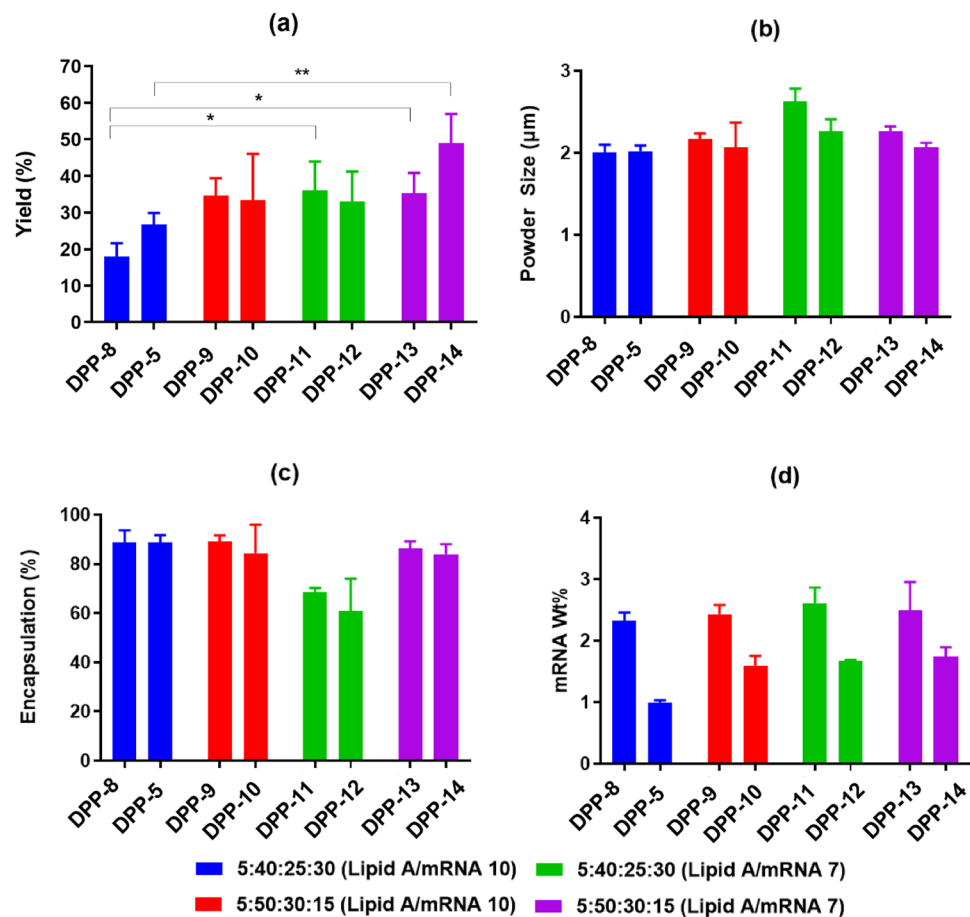 (a)
Yield (%)
70
60
50
40
30
20
10
0
**
*
*
DPP-8
DPP-5
DPP-9
DPP-10
DPP-11
DPP-12
DPP-13
DPP-14
(b)
Powder Size (μm)
3
2
1
0
DPP-8
DPP-5
DPP-9
DPP-10
DPP-11
DPP-12
DPP-13
DPP-14
(c)
Encapsulation (%)
100
80
60
40
20
0
DPP-8
DPP-5
DPP-9
DPP-10
DPP-11
DPP-12
DPP-13
DPP-14
(d)
mRNA Wt%
4
3
2
1
0
DPP-8
DPP-5
DPP-9
DPP-10
DPP-11
DPP-12
DPP-13
DPP-14
5:40:25:30 (Lipid A/mRNA 10)
5:40:25:30 (Lipid A/mRNA 7)
5:50:30:15 (Lipid A/mRNA 10)
5:50:30:15 (Lipid A/mRNA 7)